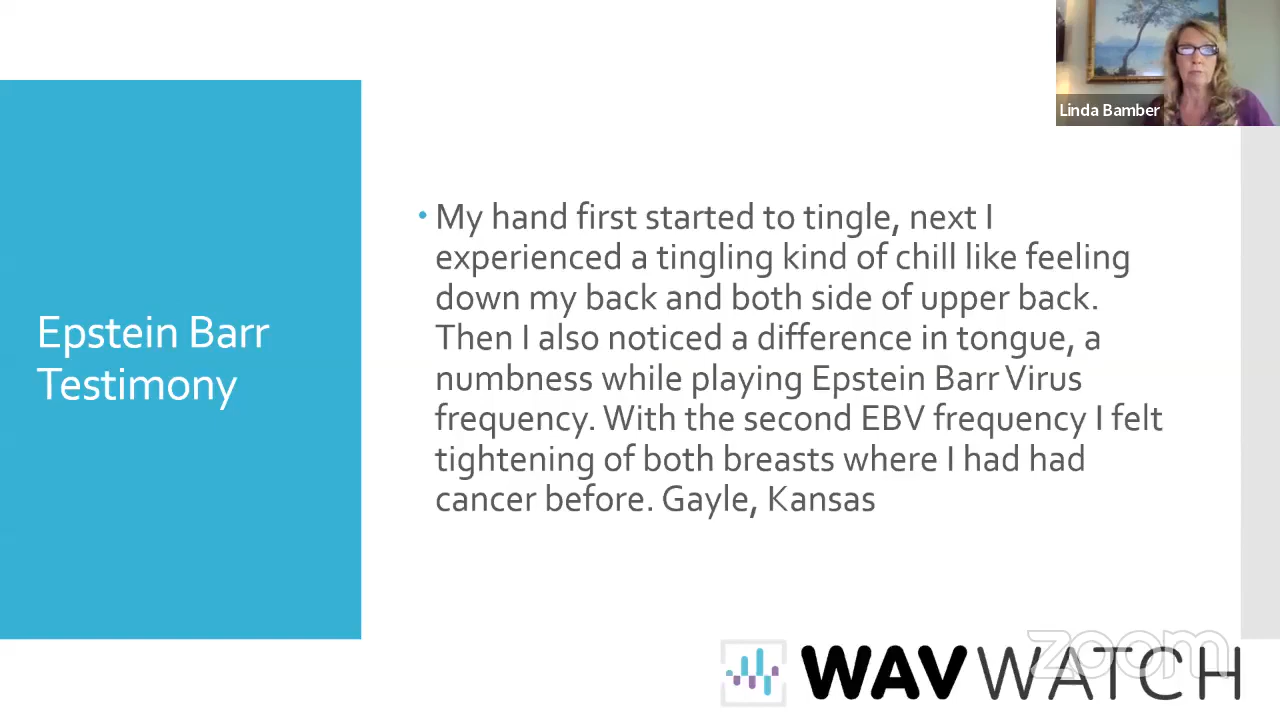 Linda Bamber
Epstein Barr
Testimony
• My hand first started to tingle, next I
experienced a tingling kind of chill like feeling
down my back and both side of upper back.
Then I also noticed a difference in tongue, a
numbness while playing Epstein Barr Virus
frequency. With the second EBV frequency I felt
tightening of both breasts where I had had
cancer before. Gayle, Kansas
zoom
WAVWATCH